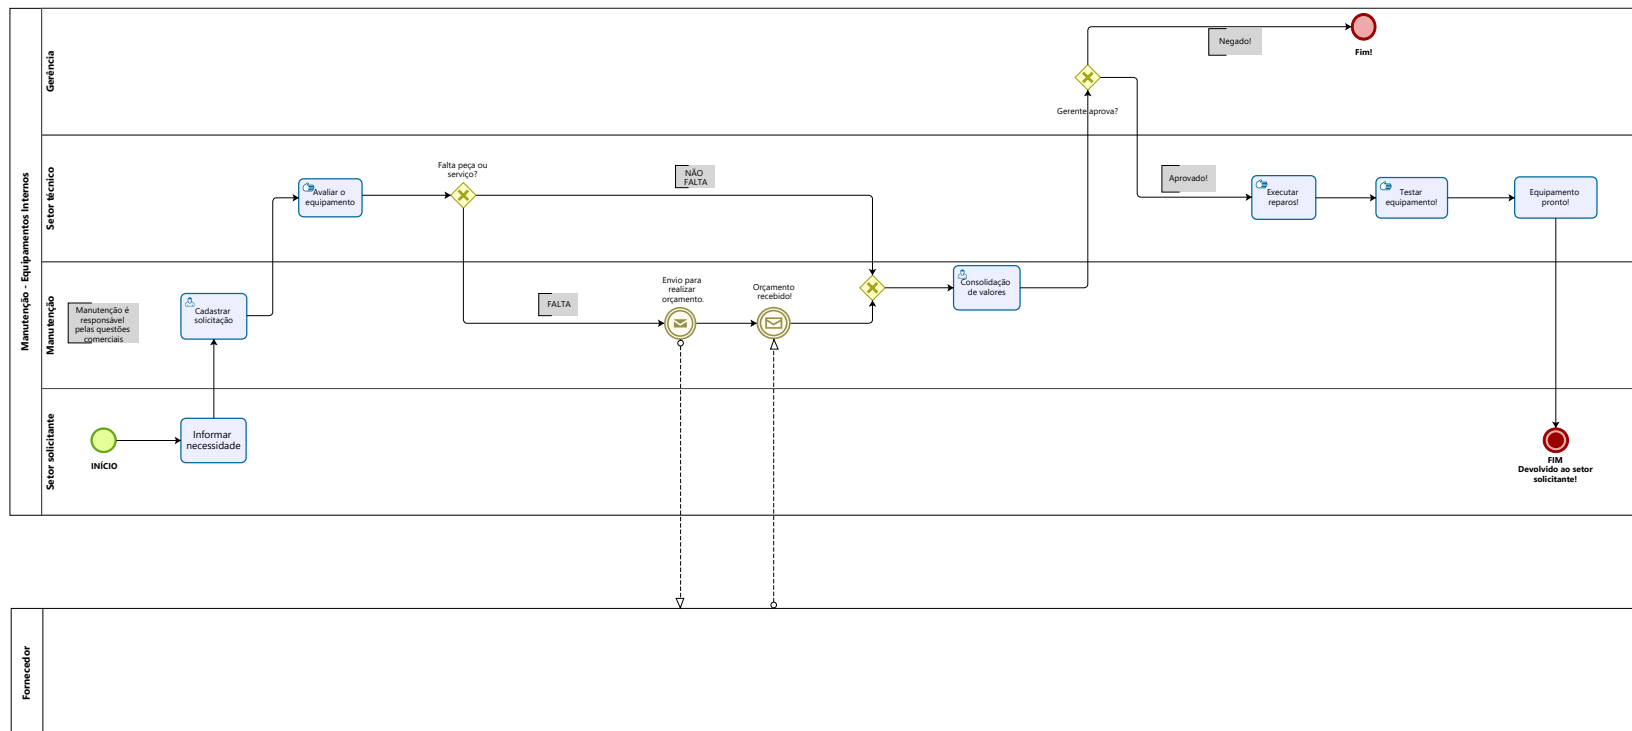 Manutenção - Equipamentos Internos
Gerência
Negado!
Fim!
Gerente aprova?
Setor técnico
Avaliar o
equipamento
Falta peça ou
serviço?
NÃO
FALTA
Aprovado!
Executar
reparos!
Testar
equipamento!
Equipamento
pronto!
Manutenção
Manutenção é
responsável
pelas questões
comerciais
Cadastrar
solicitação
FALTA
Envio para
realizar
orçamento.
Orçamento
recebido!
Consolidação
de valores
Setor solicitante
INÍCIO
Informar
necessidade
FIM
Devolvido ao setor
solicitante!
Fornecedor